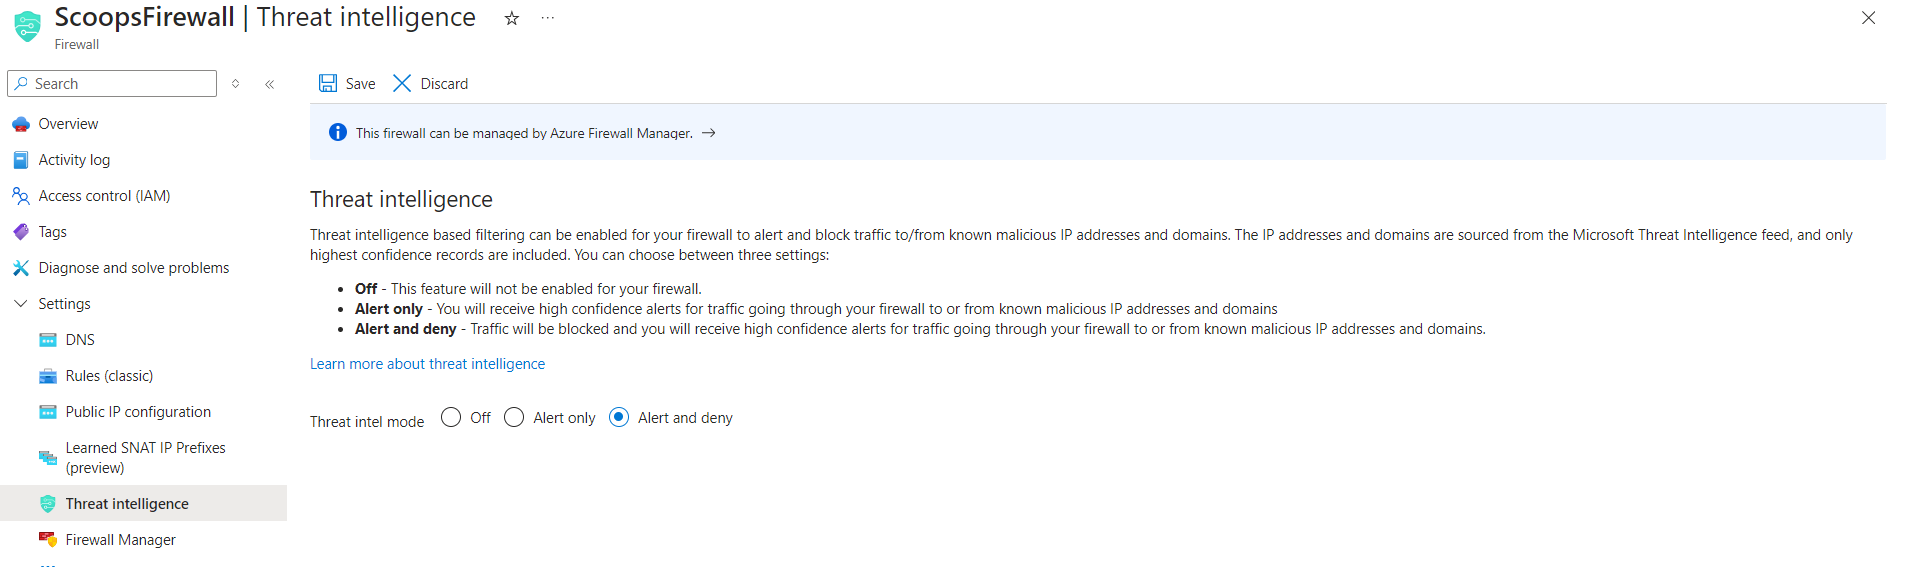 ScoopsFirewall | Threat intelligence
Firewall
Search
Save
Discard
Overview
Activity log
Access control (IAM)
Tags
Diagnose and solve problems
Settings
DNS
Rules (classic)
Public IP configuration
Learned SNAT IP Prefixes
(preview)
Threat intelligence
Firewall Manager
This firewall can be managed by Azure Firewall Manager. →
Threat intelligence
Threat intelligence based filtering can be enabled for your firewall to alert and block traffic to/from known malicious IP addresses and domains. The IP addresses and domains are sourced from the Microsoft Threat Intelligence feed, and only
highest confidence records are included. You can choose between three settings:
• Off - This feature will not be enabled for your firewall.
• Alert only - You will receive high confidence alerts for traffic going through your firewall to or from known malicious IP addresses and domains
• Alert and deny - Traffic will be blocked and you will receive high confidence alerts for traffic going through your firewall to or from known malicious IP addresses and domains.
Learn more about threat intelligence
Threat intel mode Off Alert only Alert and deny